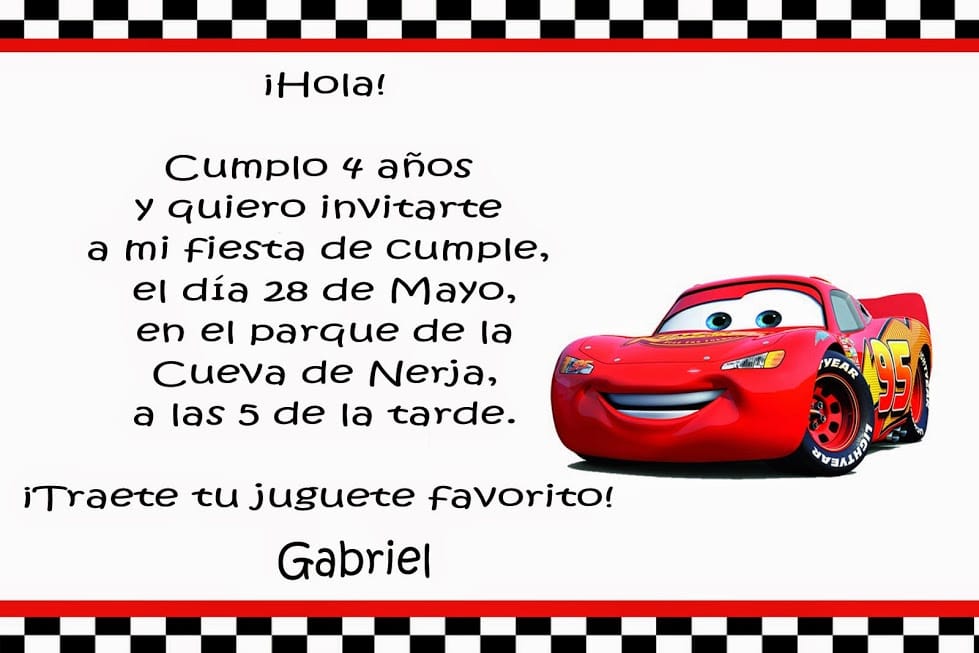 ¡Hola!
Cumplo 4 años
y quiero invitarte
a mi fiesta de cumple,
el día 28 de Mayo,
en el parque de la
Cueva de Nerja,
a las 5 de la tarde.
¡Traete tu juguete favorito!
Gabriel
95
LIGHTYEAR